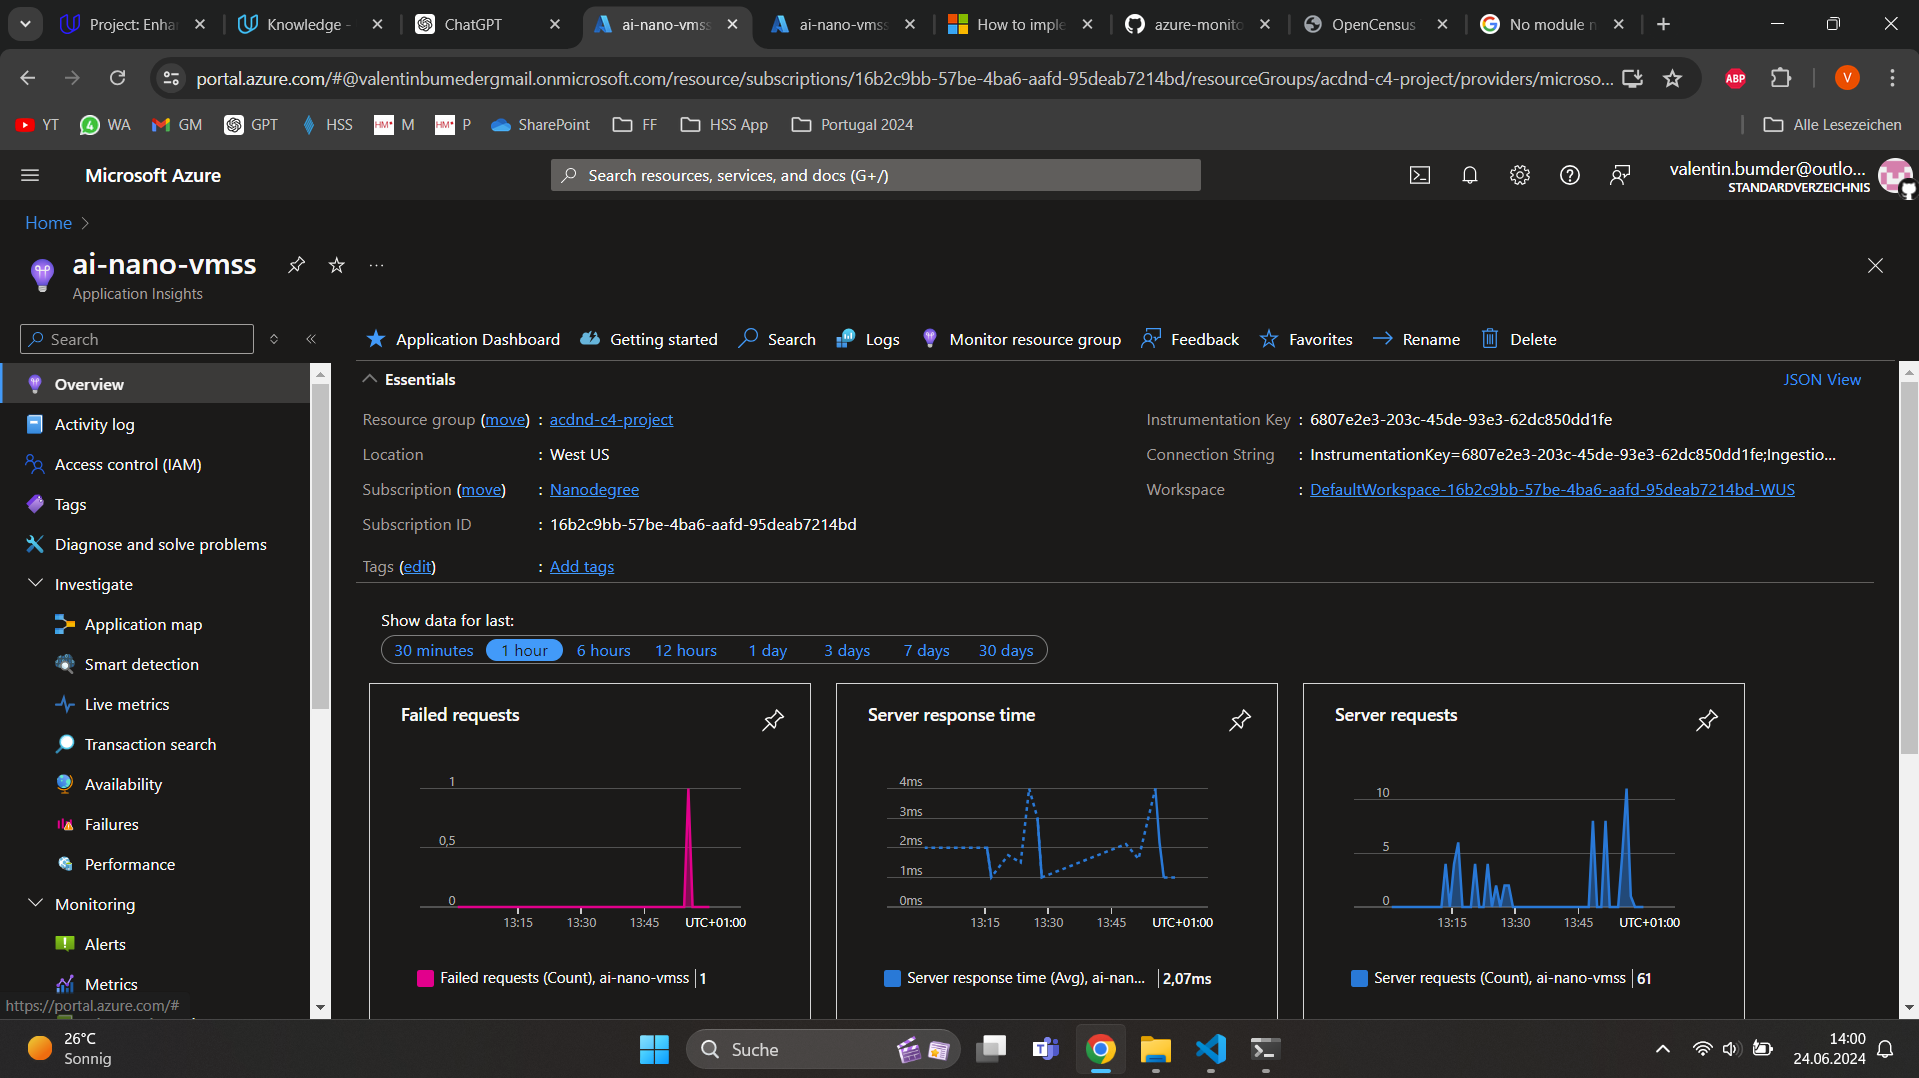 Project: Enha
Knowledge -
ChatGPT
ai-nano-vmss
ai-nano-vmss
How to imple
azure-monito
OpenCensus
No module n
portal.azure.com/#@valentinbumedergmail.onmicrosoft.com/resource/subscriptions/16b2c9bb-57be-4ba6-aafd-95deab7214bd/resourceGroups/acdnd-c4-project/providers/microso...
ABP
V
YT
4
WA
GM
GPT
HSS
HM
M
HM
P
SharePoint
FF
HSS App
Portugal 2024
Alle Lesezeichen
Microsoft Azure
Search resources, services, and docs (G+/)
valentin.bumder@outlo...
STANDARDVERZEICHNIS
Home
ai-nano-vmss
Application Insights
Search
Application Dashboard
Getting started
Search
Logs
Monitor resource group
Feedback
Favorites
Rename
Delete
Overview
Activity log
Access control (IAM)
Tags
Diagnose and solve problems
Investigate
Application map
Smart detection
Live metrics
Transaction search
Availability
Failures
Performance
Monitoring
Alerts
Metrics
https://portal.azure.com/#
Essentials
JSON View
Resource group (move) : acdnd-c4-project
Location : West US
Subscription (move) : Nanodegree
Subscription ID : 16b2c9bb-57be-4ba6-aafd-95deab7214bd
Tags (edit) : Add tags
Instrumentation Key : 6807e2e3-203c-45de-93e3-62dc850dd1fe
Connection String : InstrumentationKey=6807e2e3-203c-45de-93e3-62dc850dd1fe;Ingestio...
Workspace : DefaultWorkspace-16b2c9bb-57be-4ba6-aafd-95deab7214bd-WUS
Show data for last:
30 minutes 1 hour 6 hours 12 hours 1 day 3 days 7 days 30 days
Failed requests
1
0,5
0
13:15 13:30 13:45 UTC+01:00
Failed requests (Count), ai-nano-vmss 1
Server response time
4ms
3ms
2ms
1ms
0ms
13:15 13:30 13:45 UTC+01:00
Server response time (Avg), ai-nan... 2,07ms
Server requests
10
5
0
13:15 13:30 13:45 UTC+01:00
Server requests (Count), ai-nano-vmss 61
26°C
Sonnig
Suche
14:00
24.06.2024